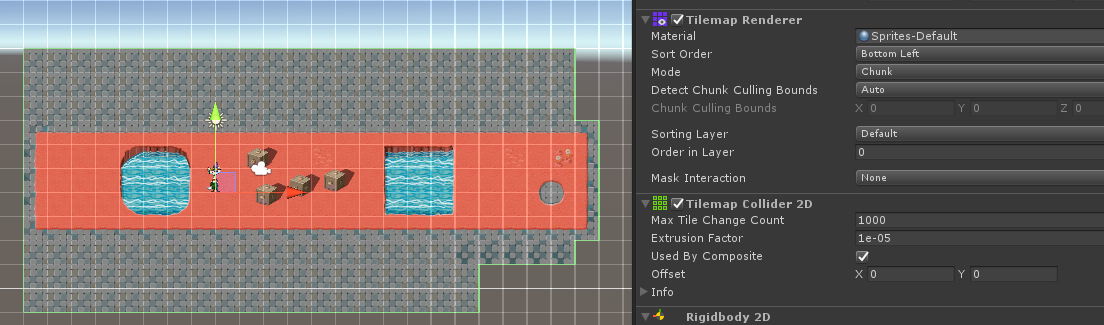 Tilemap Renderer
Material Sprites-Default
Sort Order Bottom Left
Mode Chunk
Detect Chunk Culling Bounds Auto
Chunk Culling Bounds X 0 Y 0 Z 0
Sorting Layer Default
Order in Layer 0
Mask Interaction None
Tilemap Collider 2D
Max Tile Change Count 1000
Extrusion Factor 1e-05
Used By Composite
Offset X 0 Y 0
Info
Rigidbody 2D